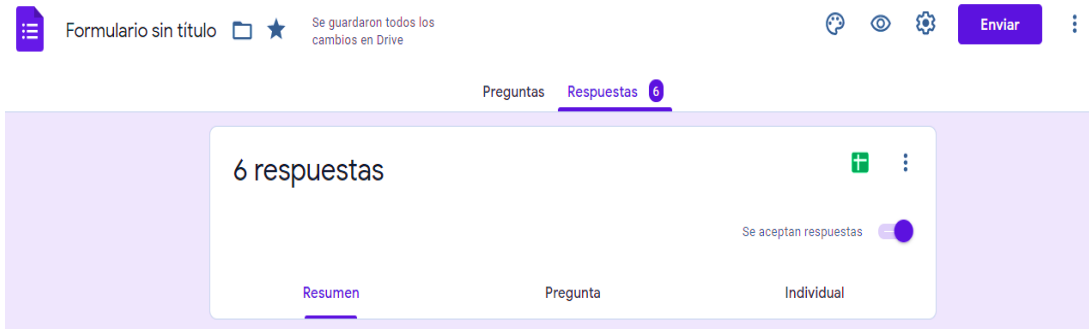 Formulario sin título
Se guardaron todos los
cambios en Drive
Enviar
Preguntas Respuestas 6
6 respuestas
Se aceptan respuestas
Resumen Pregunta Individual